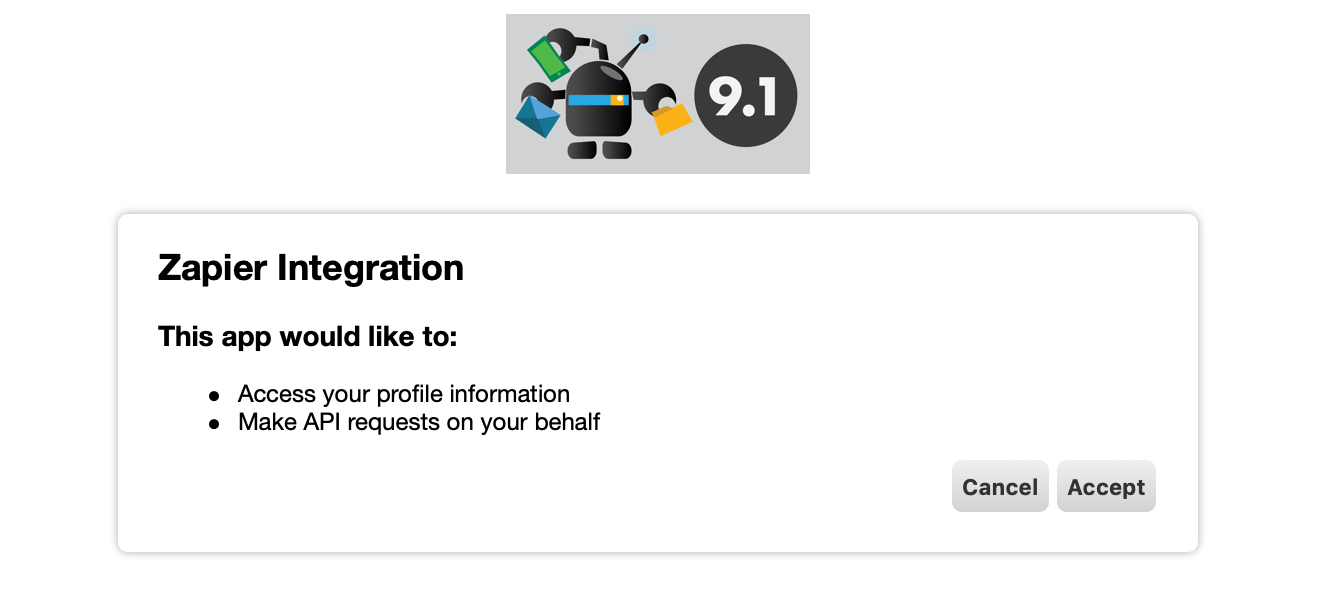 9.1
Zapier Integration
This app would like to:
• Access your profile information
• Make API requests on your behalf
Cancel Accept